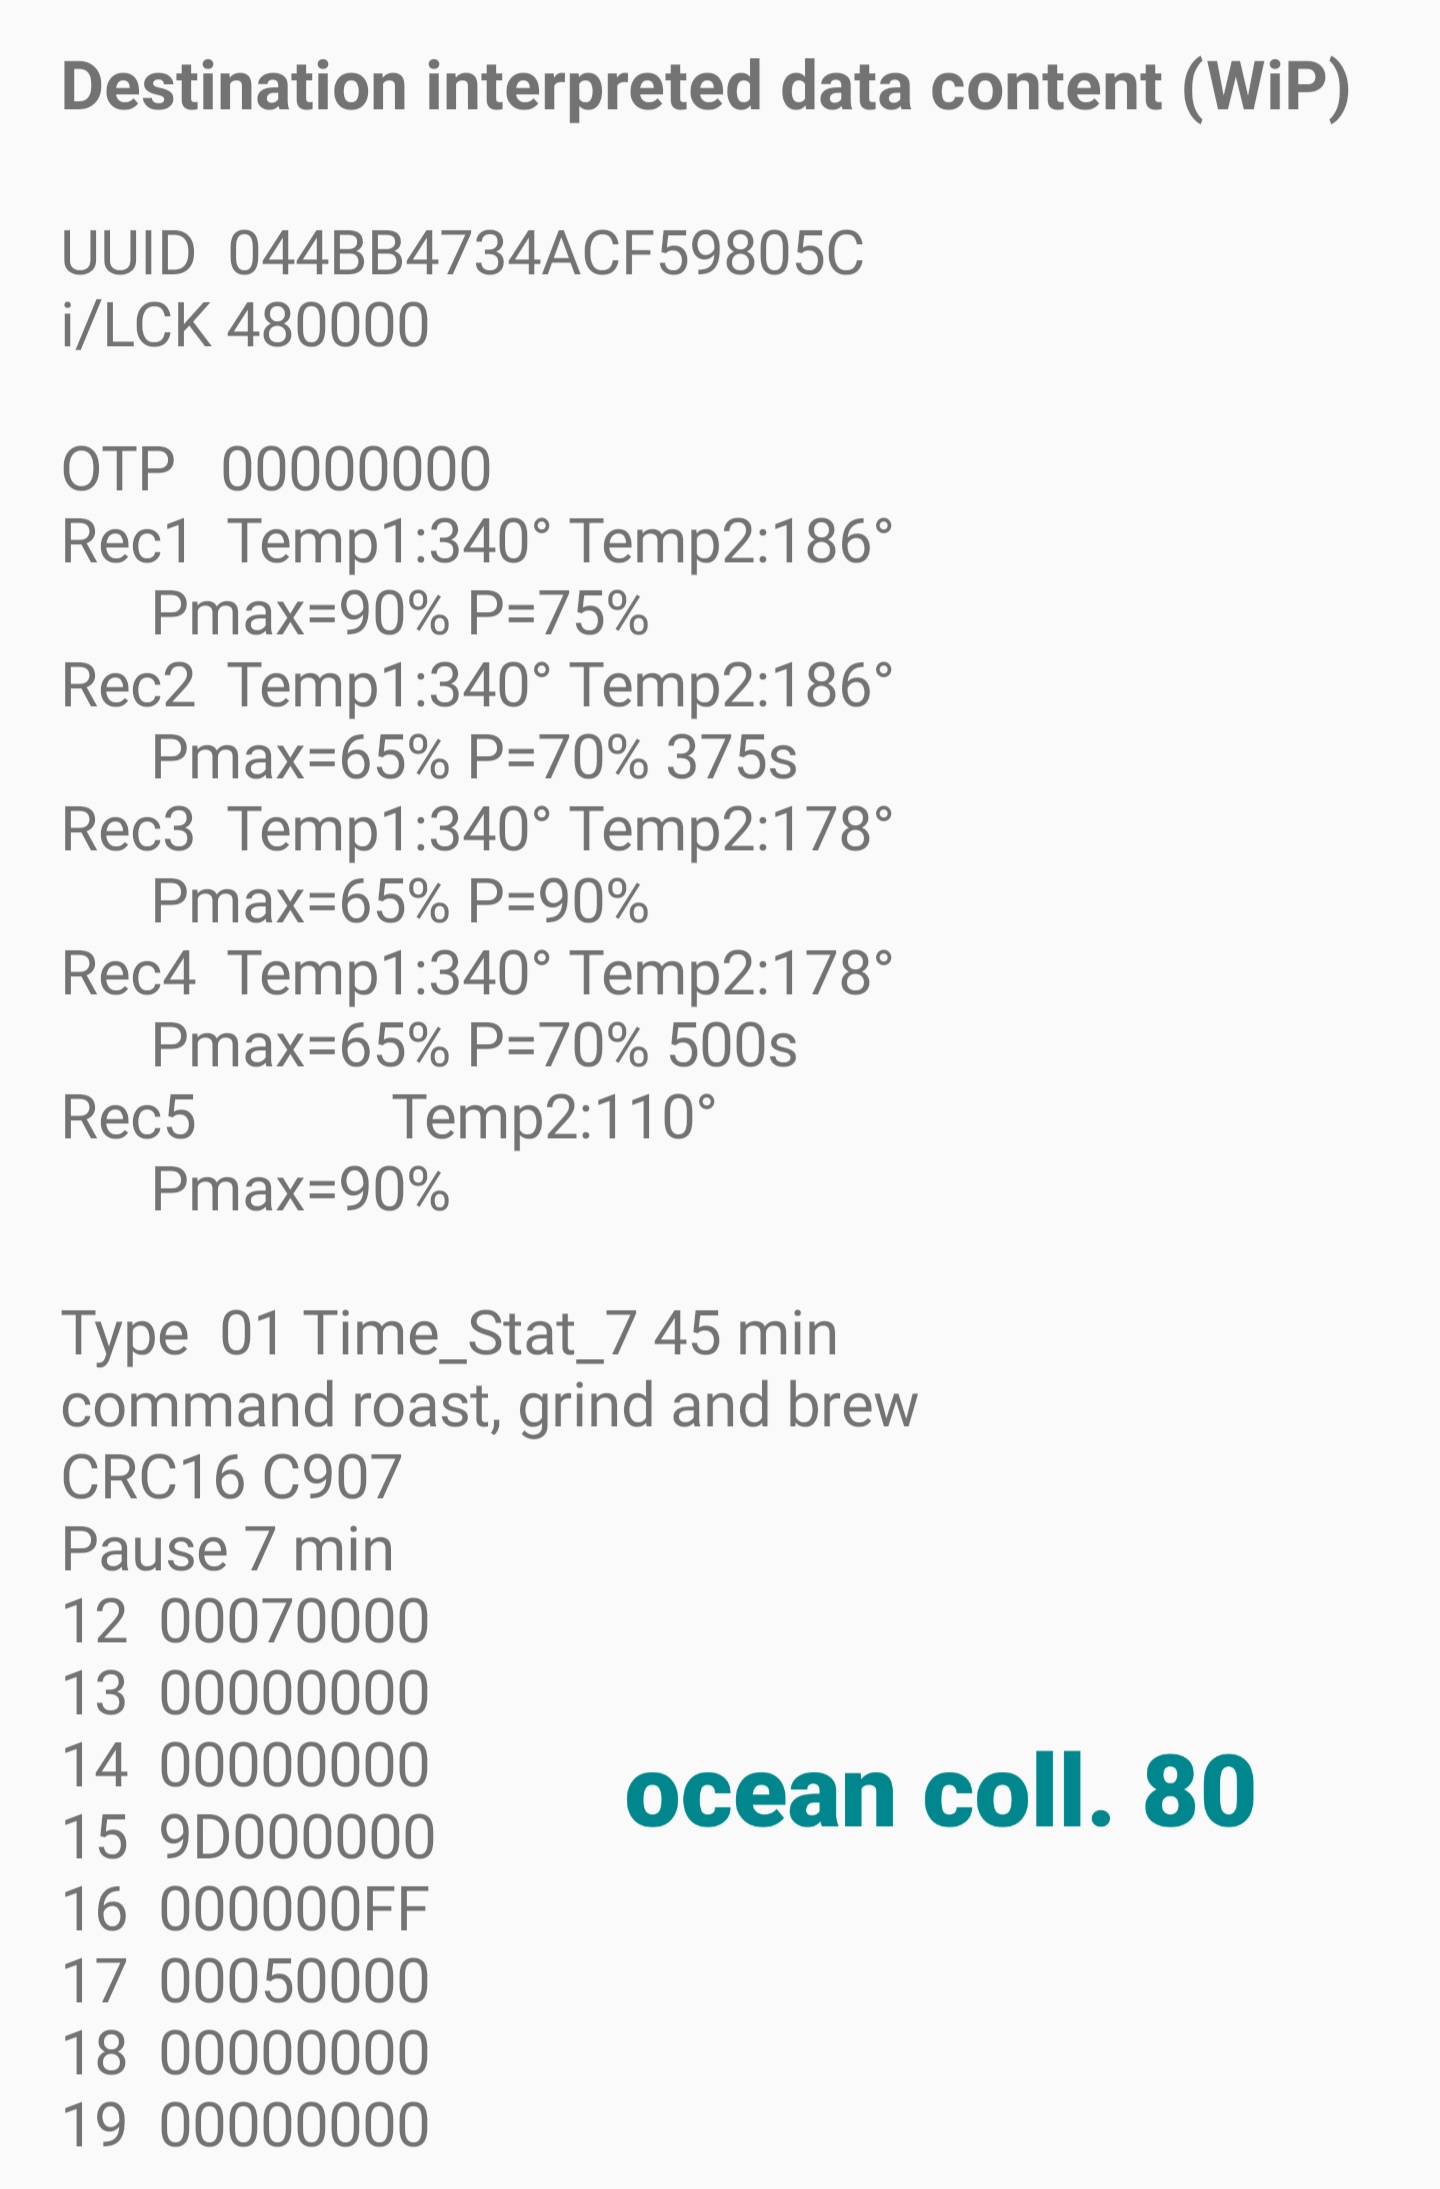 Destination interpreted data content (WiP)
UUID 044BB4734ACF59805C
i/LCK 480000
OTP 00000000
Rec1 Temp1:340° Temp2:186°
Pmax=90% P=75%
Rec2 Temp1:340° Temp2:186°
Pmax=65% P=70% 375s
Rec3 Temp1:340° Temp2:178°
Pmax=65% P=90%
Rec4 Temp1:340° Temp2:178°
Pmax=65% P=70% 500s
Rec5 Temp2:110°
Pmax=90%
Type 01 Time_Stat_7 45 min
command roast, grind and brew
CRC16 C907
Pause 7 min
12 00070000
13 00000000
14 00000000
ocean coll. 80
15 9D000000
16 000000FF
17 00050000
18 00000000
19 00000000